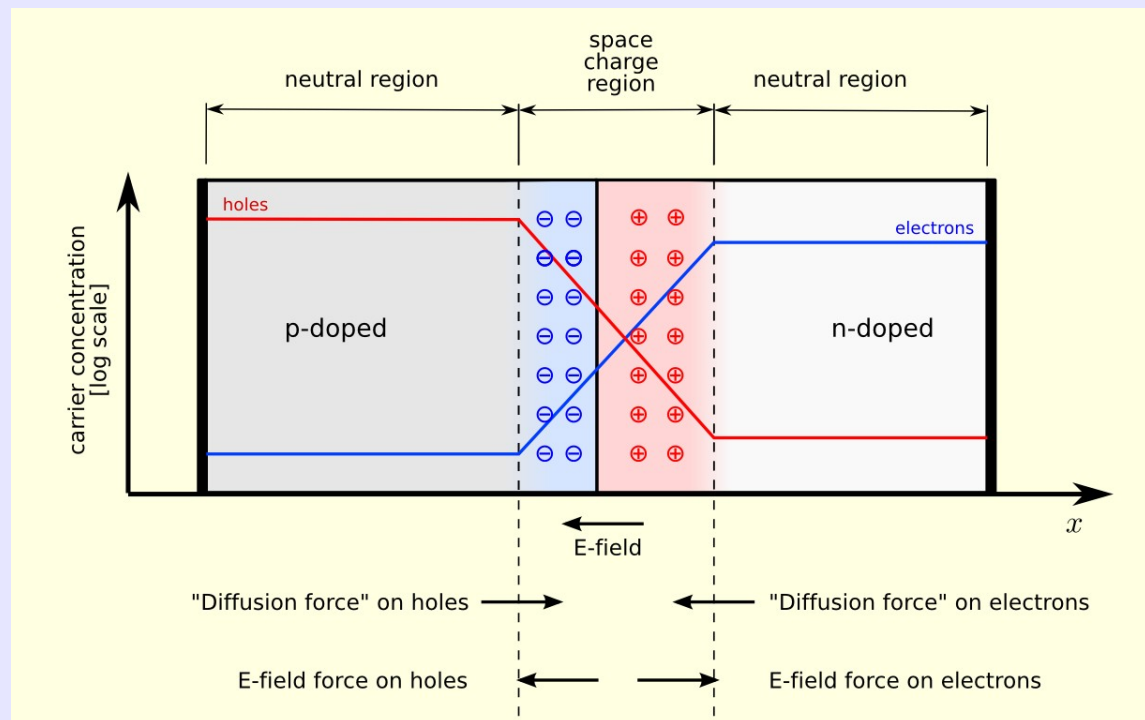 space
charge
region
neutral region
neutral region
holes
electrons
carrier concentration
[log scale]
p-doped
n-doped
x
E-field
"Diffusion force" on holes
"Diffusion force" on electrons
E-field force on holes
E-field force on electrons